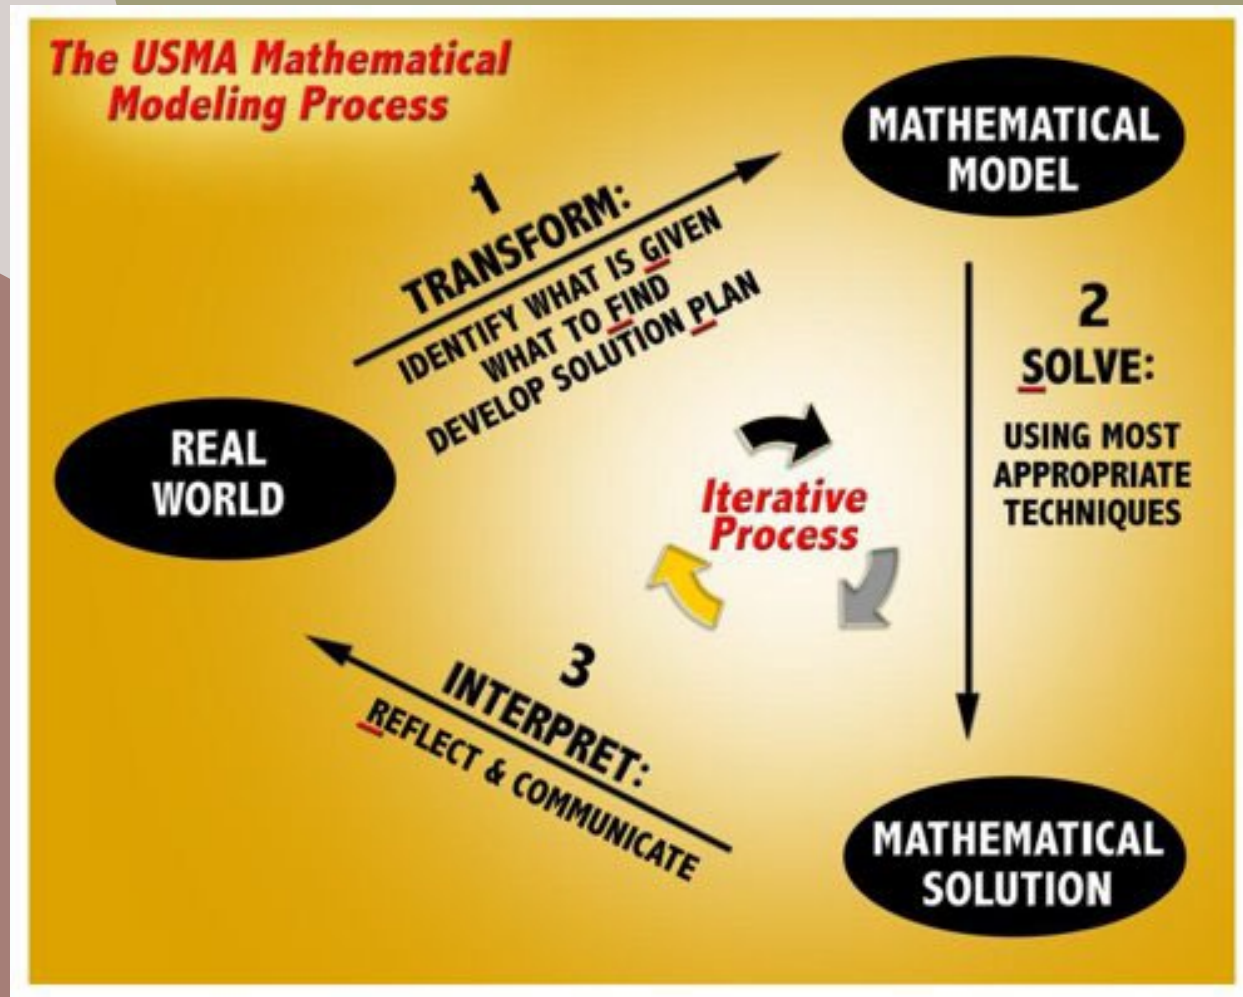 The USMA Mathematical
Modeling Process
MATHEMATICAL
MODEL
1
TRANSFORM:
IDENTIFY WHAT IS GIVEN
WHAT TO FIND
DEVELOP SOLUTION PLAN
2
SOLVE:
USING MOST
APPROPRIATE
TECHNIQUES
REAL
WORLD
Iterative
Process
3
INTERPRET:
REFLECT & COMMUNICATE
MATHEMATICAL
SOLUTION